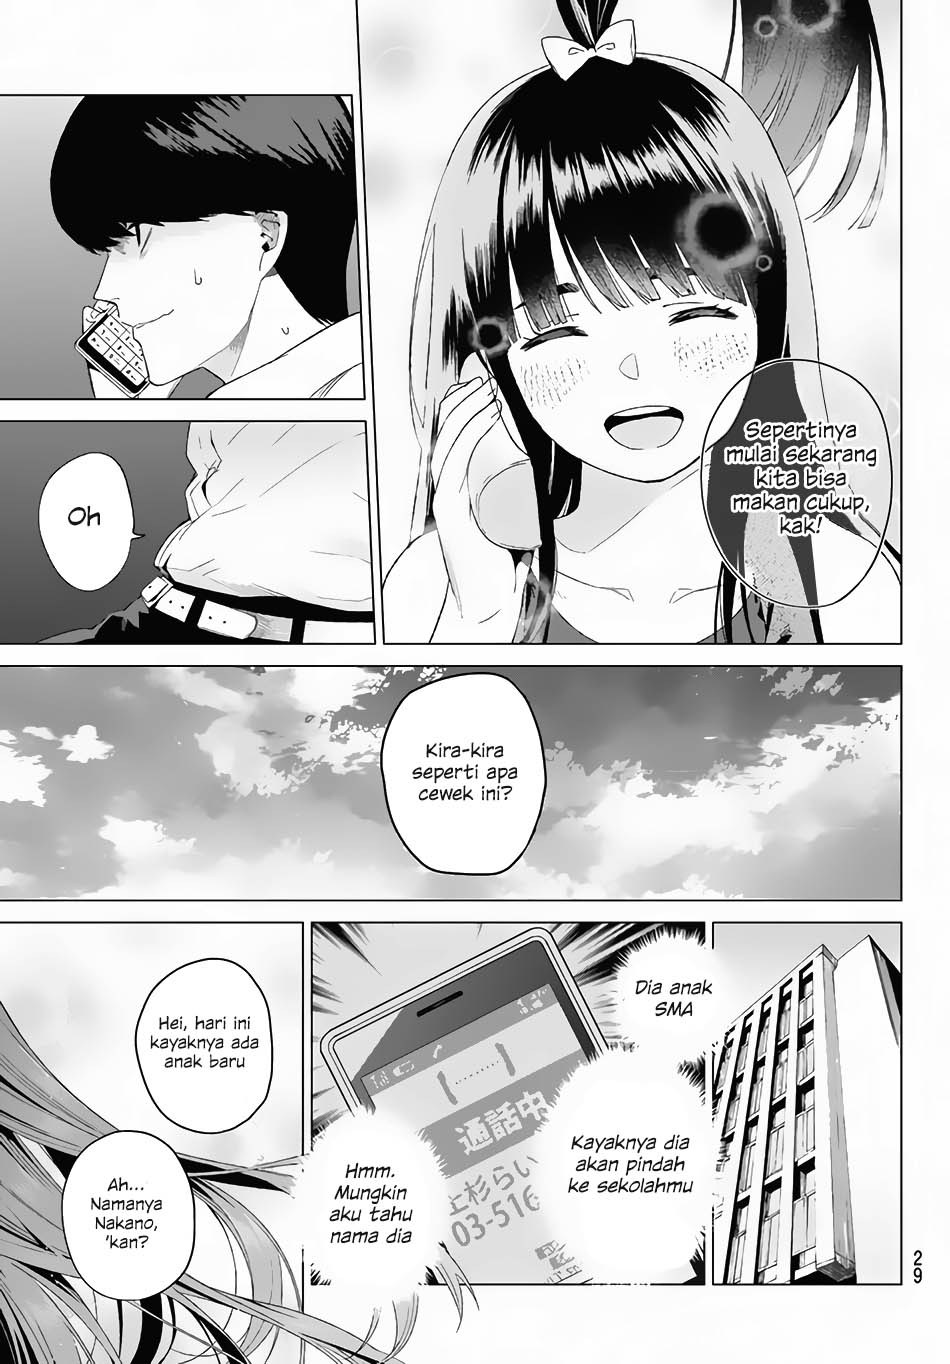 Sepertinya
mulai sekarang
kita bisa
makan cukup,
kak!
Oh
Kira-kira
seperti apa
cewek ini?
Dia anak
SMA
Kayaknya dia
akan pindah
ke sekolahmu
通話中
上杉らい
03-516
Hmm.
Mungkin
aku tahu
nama dia
Hei, hari ini
kayaknya ada
anak baru
Ah...
Namanya
Nakano,
'kan?
29